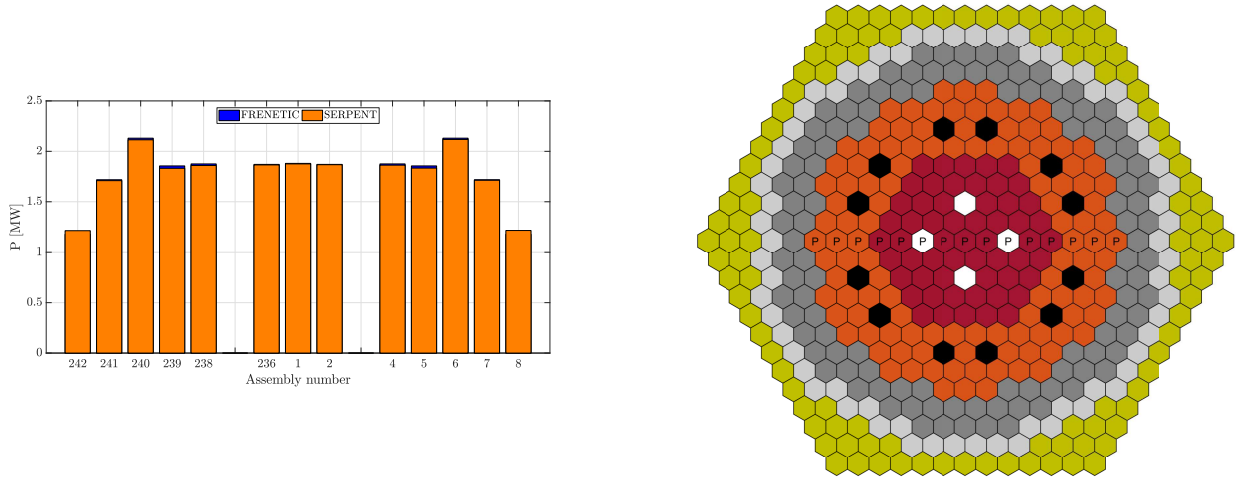 FRENETIC SERPENT
P [MW]
2.5
2
1.5
1
0.5
0
242 241 240 239 238 236 1 2 4 5 6 7 8
Assembly number
P P P P P P P P P P P P P P P